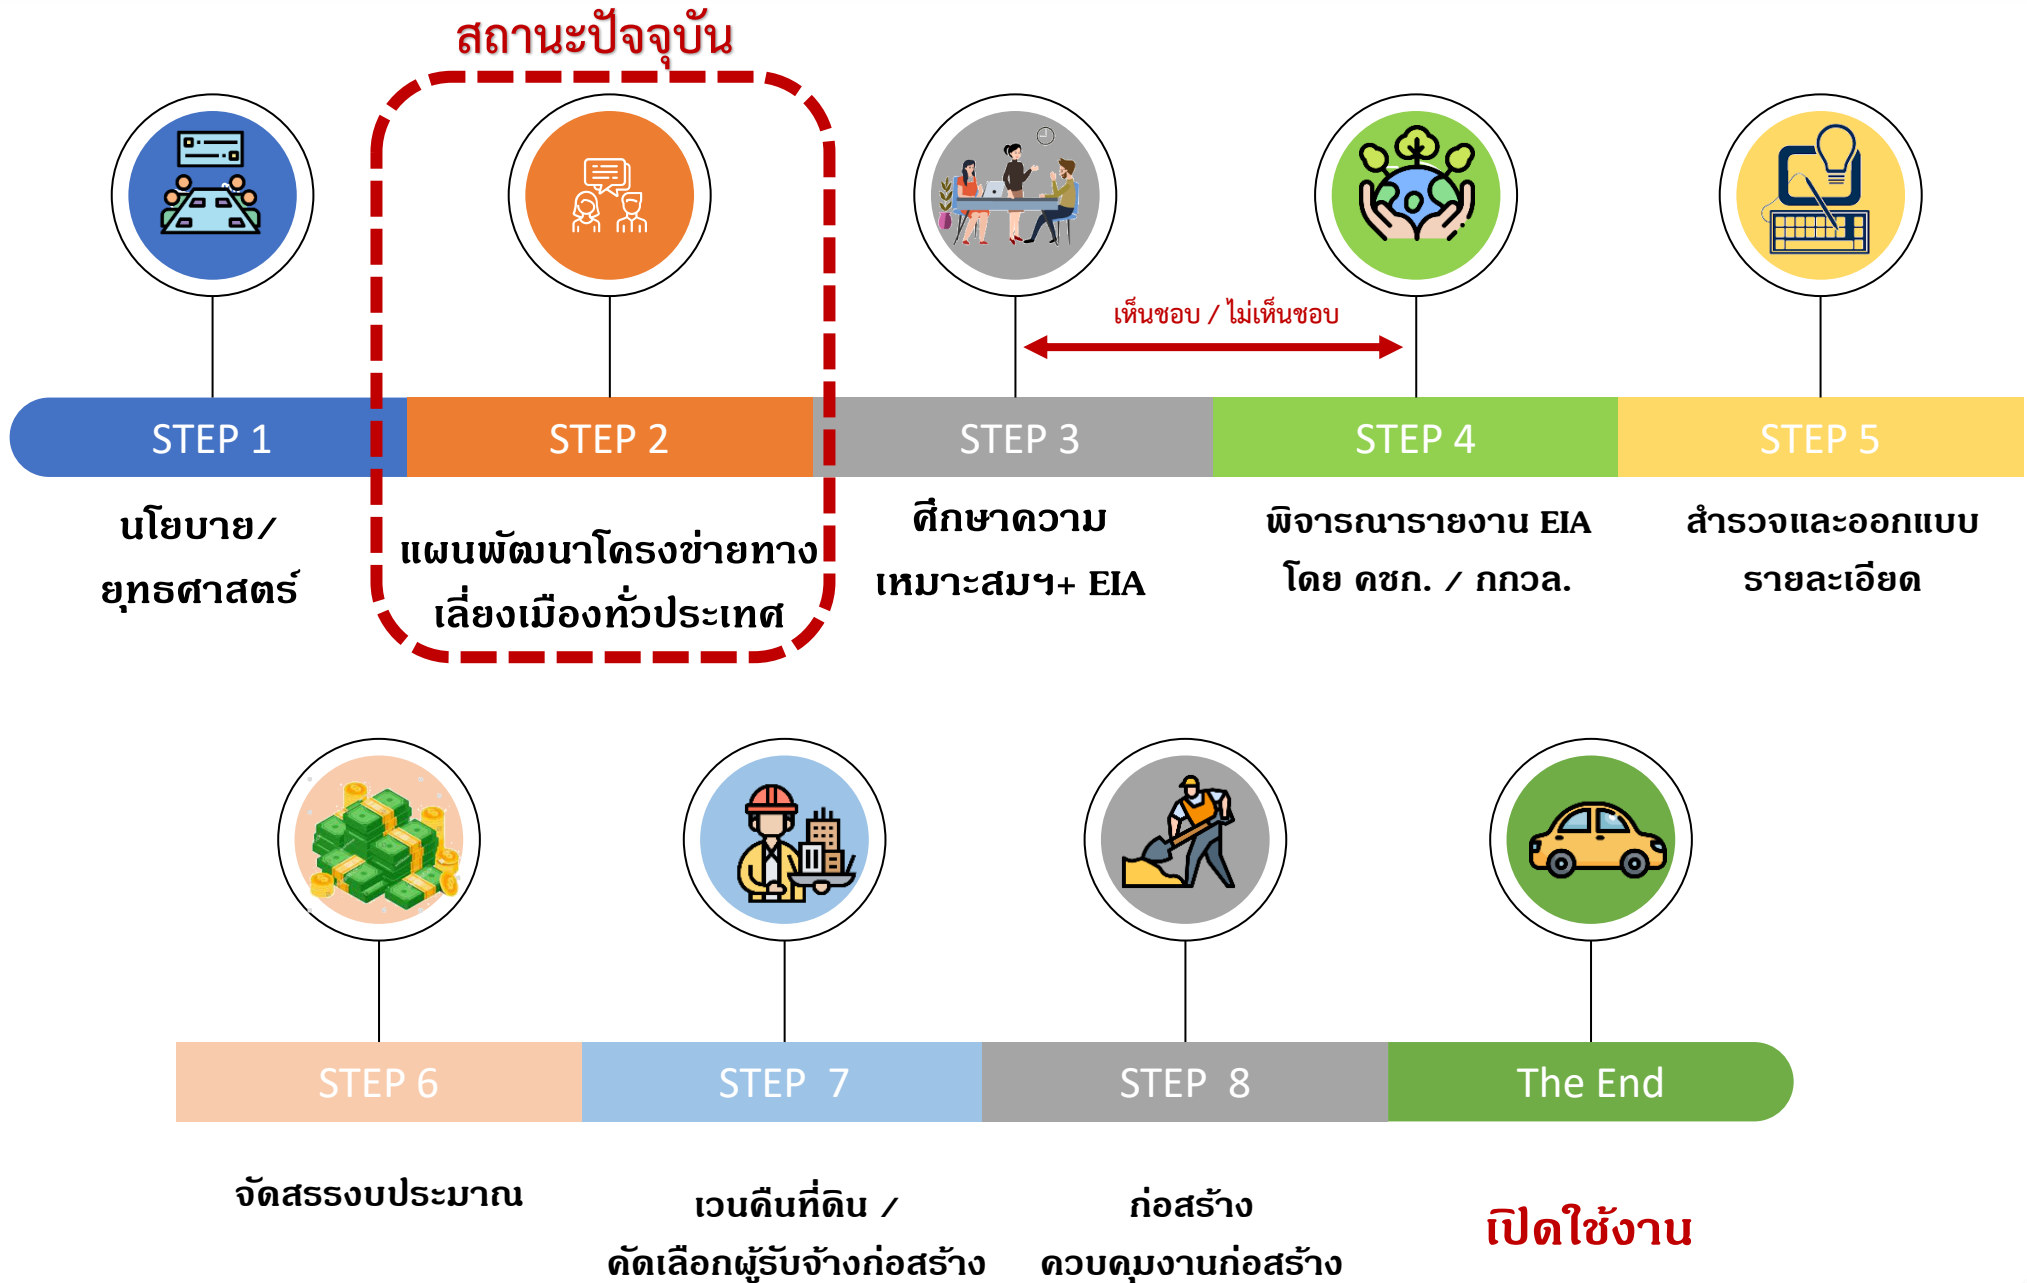 สถานะปัจจุบัน
เห็นชอบ / ไม่เห็นชอบ
STEP 1
STEP 2
STEP 3
STEP 4
STEP 5
นโยบาย/
ยุทธศาสตร์
แผนพัฒนาโครงข่ายทาง
เลี่ยงเมืองทั่วประเทศ
ศึกษาความ
เหมาะสมฯ+ EIA
พิจารณารายงาน EIA
โดย คชก. / กกวล.
สำรวจและออกแบบ
รายละเอียด
STEP 6
STEP 7
STEP 8
The End
จัดสรรงบประมาณ
เวนคืนที่ดิน /
คัดเลือกผู้รับจ้างก่อสร้าง
ก่อสร้าง
ควบคุมงานก่อสร้าง
เปิดใช้งาน